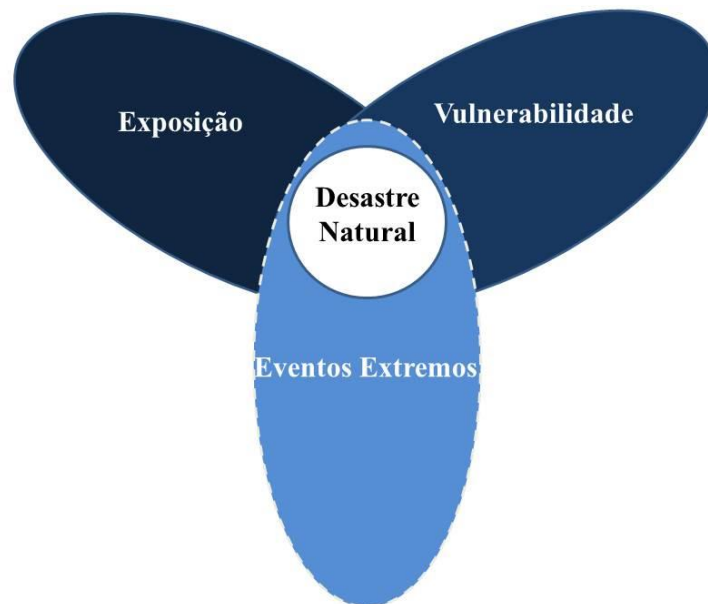 Exposição
Vulnerabilidade
Desastre
Natural
Eventos Extremos